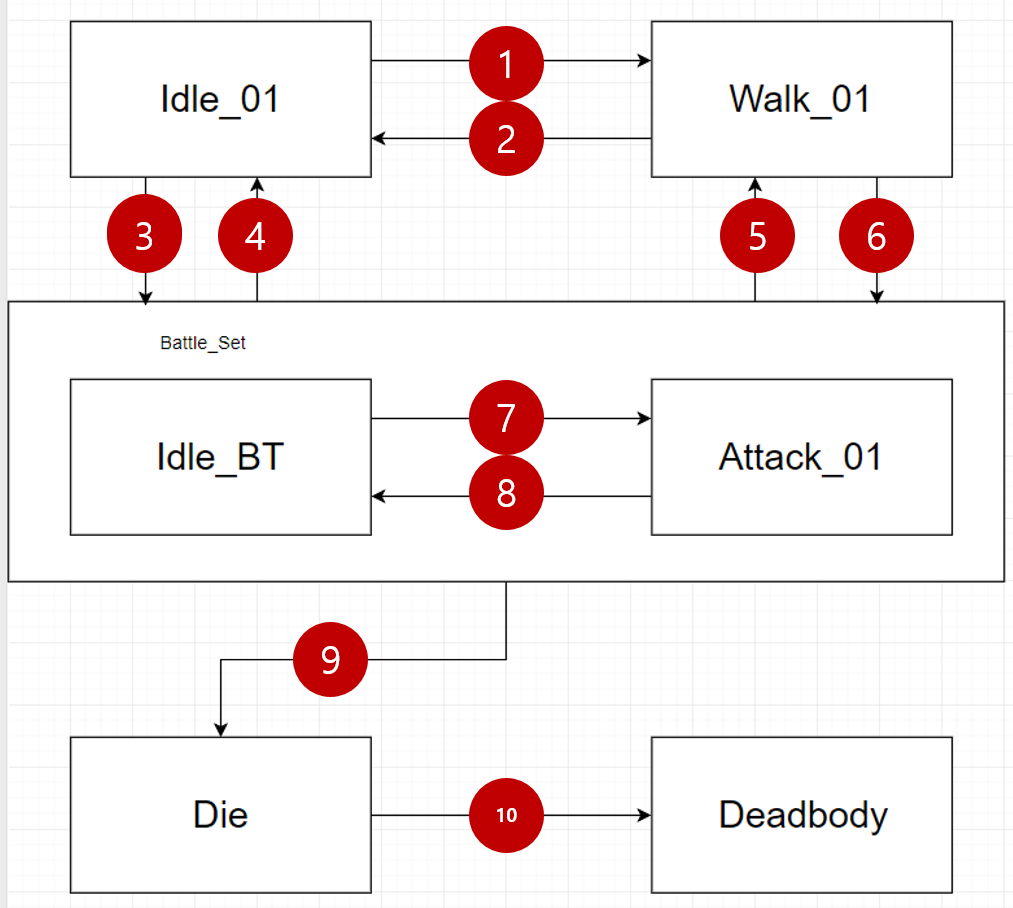 Idle_01
1
Walk_01
2
3
4
5
6
Battle_Set
Idle_BT
7
Attack_01
8
9
Die
10
Deadbody